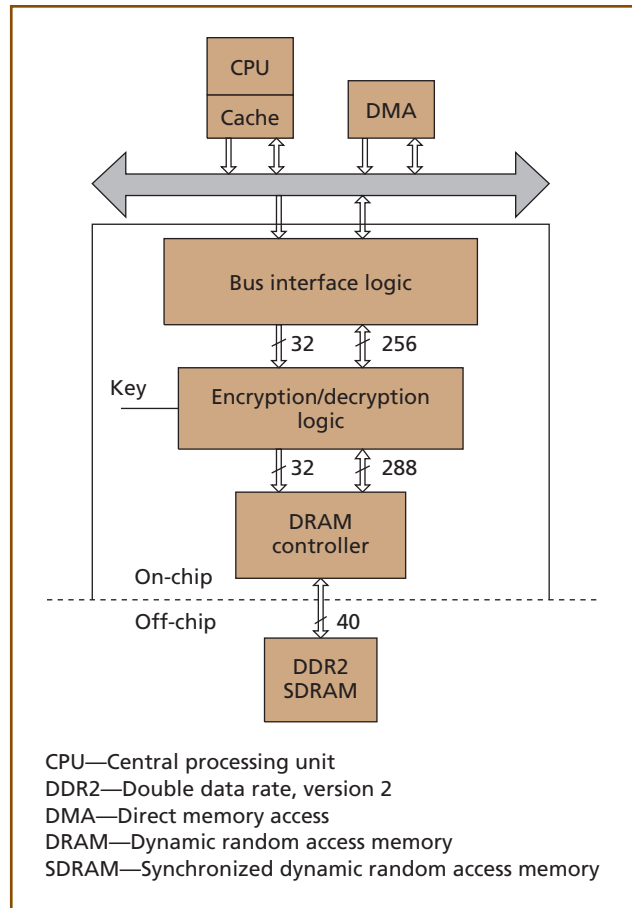 CPU
Cache
DMA
Bus interface logic
32
256
Key
Encryption/decryption
logic
32
288
DRAM
controller
On-chip
Off-chip
40
DDR2
SDRAM
CPU—Central processing unit
DDR2—Double data rate, version 2
DMA—Direct memory access
DRAM—Dynamic random access memory
SDRAM—Synchronized dynamic random access memory